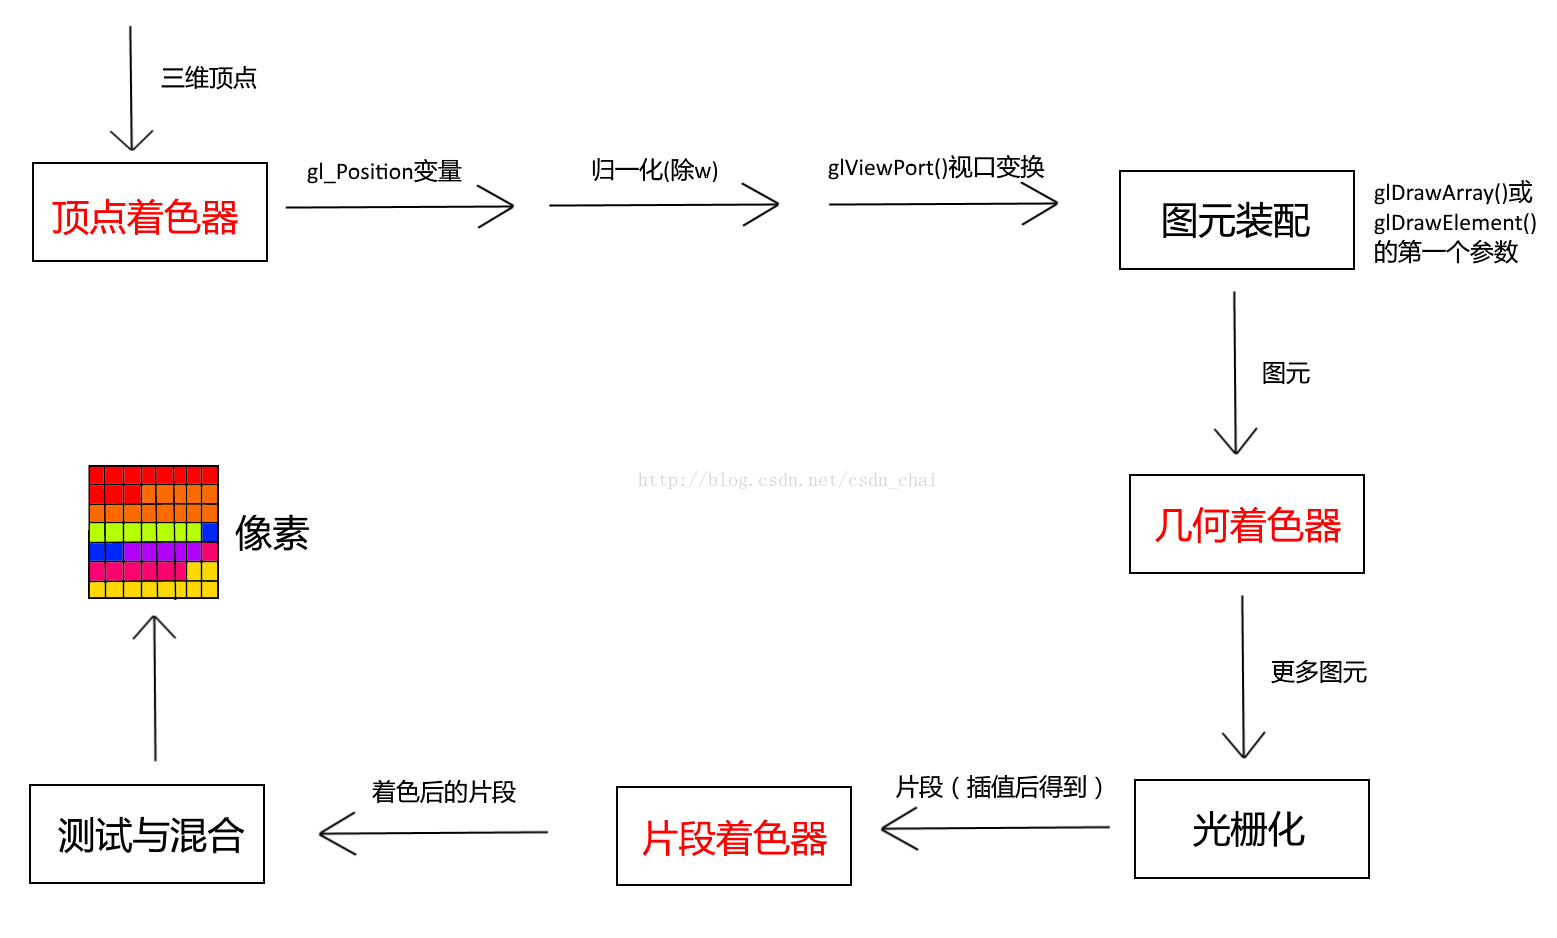 三维顶点
顶点着色器
gl_Position变量
归一化(除w)
glViewPort()视口变换
图元装配
glDrawArray()或
glDrawElement()
的第一个参数
图元
几何着色器
更多图元
光栅化
片段（插值后得到）
片段着色器
着色后的片段
测试与混合
像素
http://blog.csdn.net/csdn_chai